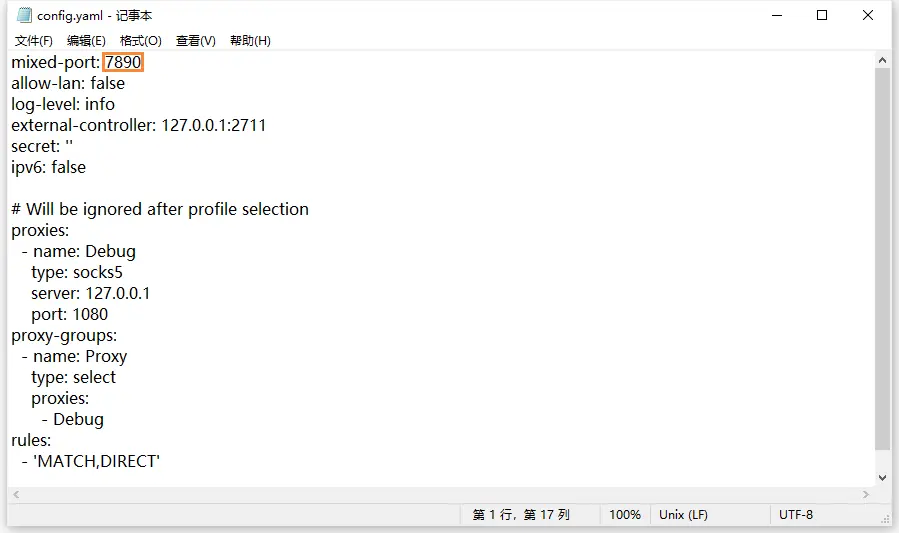 config.yaml - 记事本
文件(F) 编辑(E) 格式(O) 查看(V) 帮助(H)
mixed-port: 7890
allow-lan: false
log-level: info
external-controller: 127.0.0.1:2711
secret: ''
ipv6: false

# Will be ignored after profile selection
proxies:
  - name: Debug
    type: socks5
    server: 127.0.0.1
    port: 1080
proxy-groups:
  - name: Proxy
    type: select
    proxies:
      - Debug
rules:
  - 'MATCH,DIRECT'
第 1 行，第 17 列 100% Unix (LF) UTF-8